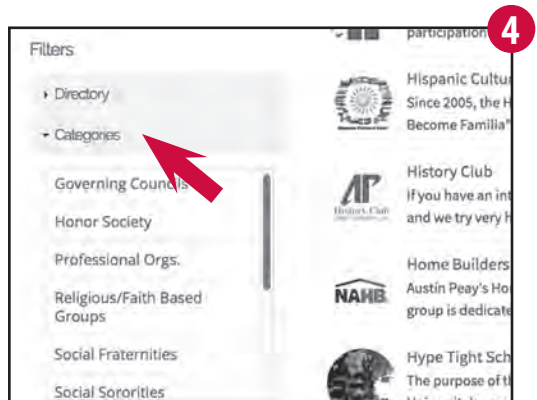 4
Filters
Directory
Categories
Governing Councils
Honor Society
Professional Orgs.
Religious/Faith Based
Groups
Social Fraternities
Social Sororities
participation
Hispanic Cultu
Since 2005, the H
Become Familia"
AP
History Club
History Club
If you have an int
and we try very h
NAHB
Home Builders
Austin Peay's Ho
group is dedicate
Hype Tight Sch
The purpose of th